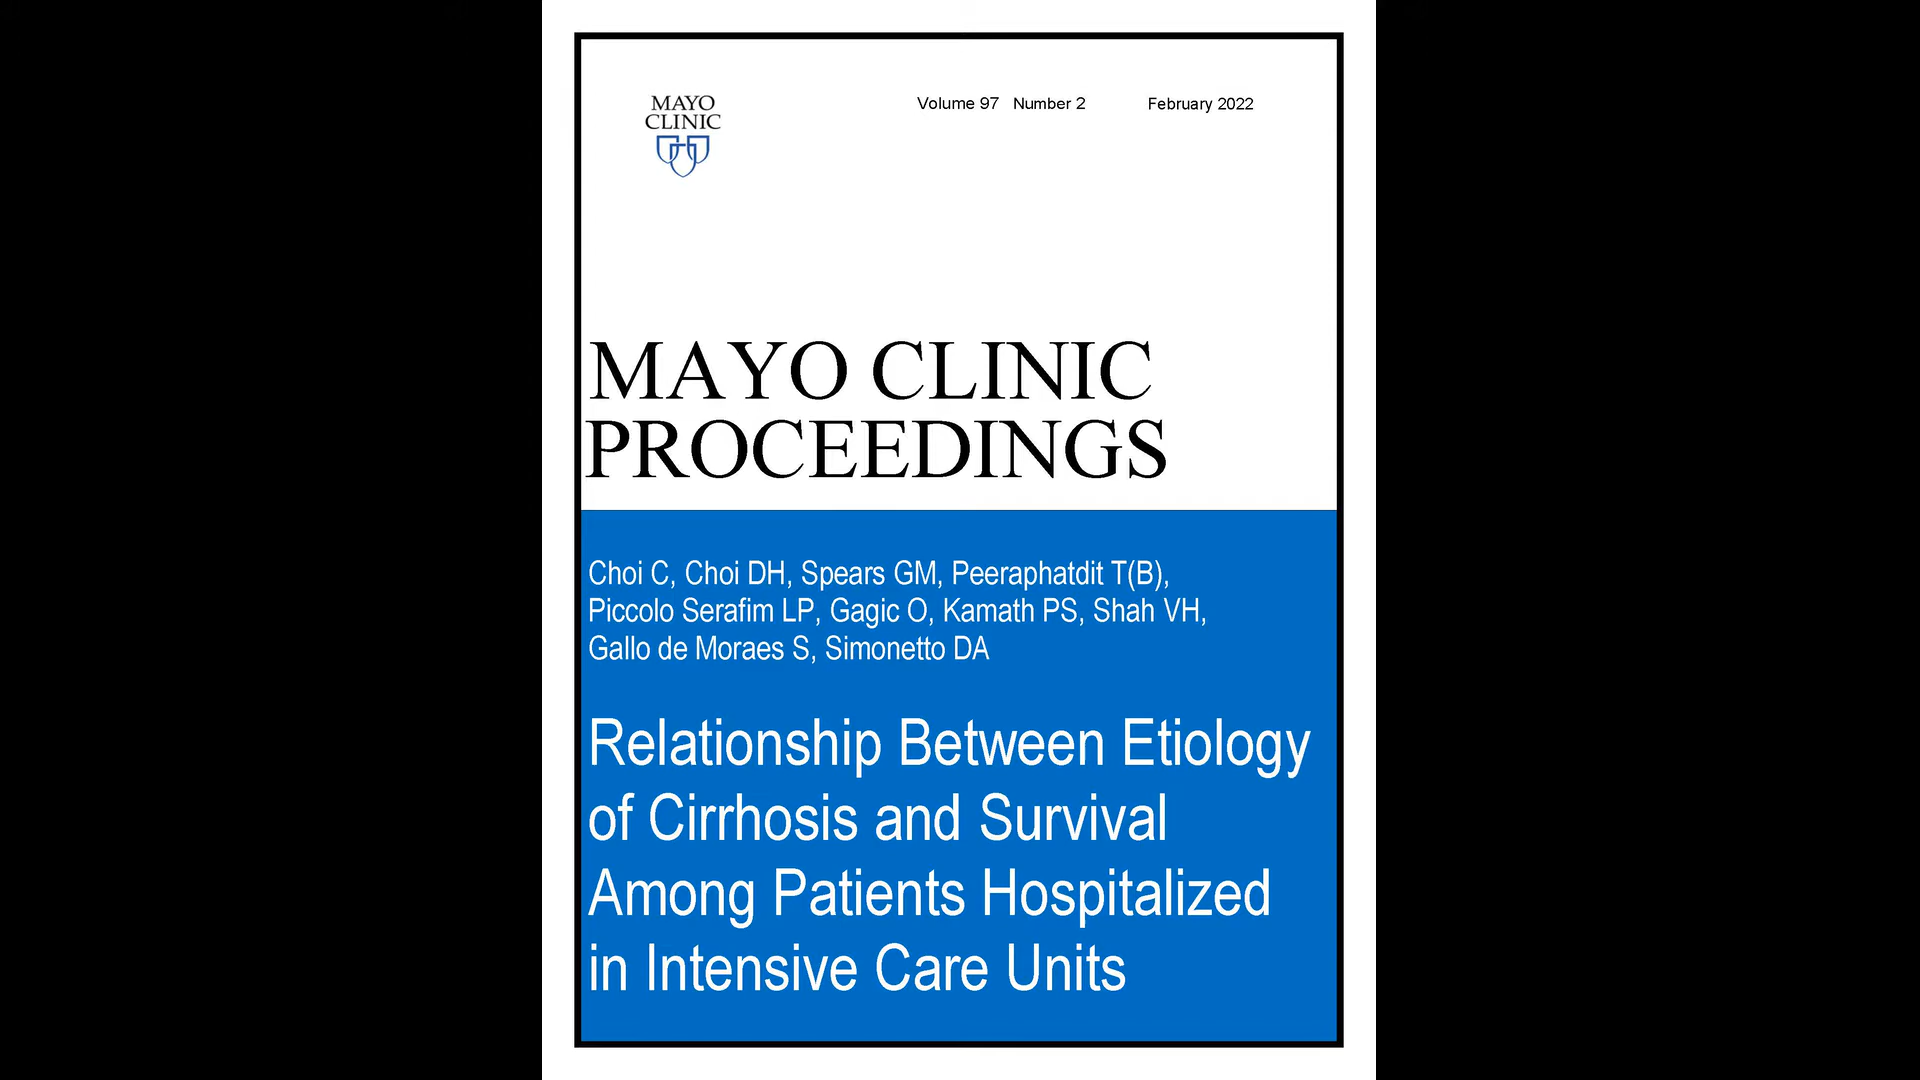 MAYO
CLINIC
Volume 97 Number 2 February 2022
MAYO CLINIC
PROCEEDINGS
Choi C, Choi DH, Spears GM, Peeraphatdit T(B),
Piccolo Serafim LP, Gagic O, Kamath PS, Shah VH,
Gallo de Moraes S, Simonetto DA
Relationship Between Etiology
of Cirrhosis and Survival
Among Patients Hospitalized
in Intensive Care Units